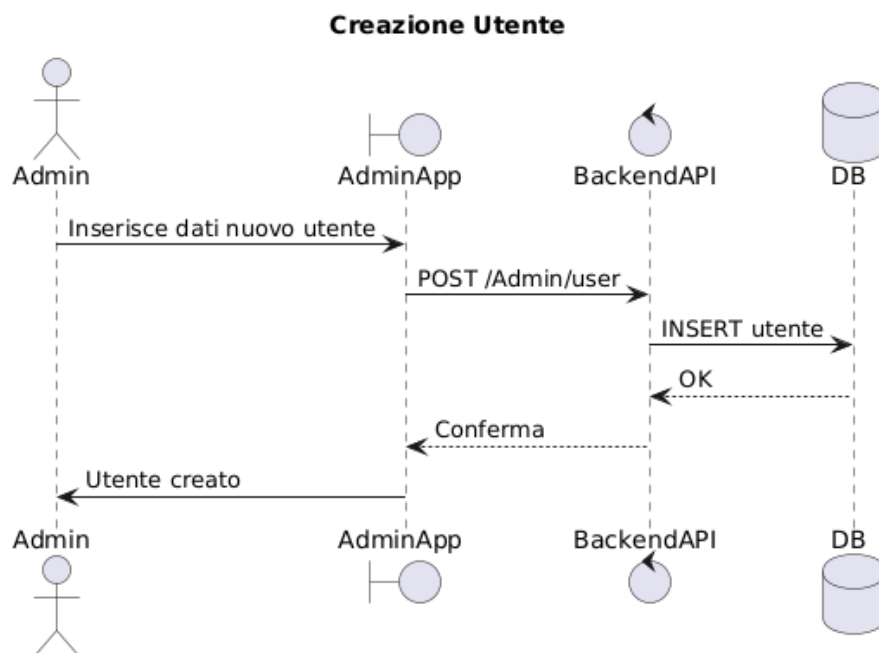 Creazione Utente
Admin AdminApp BackendAPI DB
Inserisce dati nuovo utente
POST /Admin/user
INSERT utente
OK
Conferma
Utente creato
Admin AdminApp BackendAPI DB